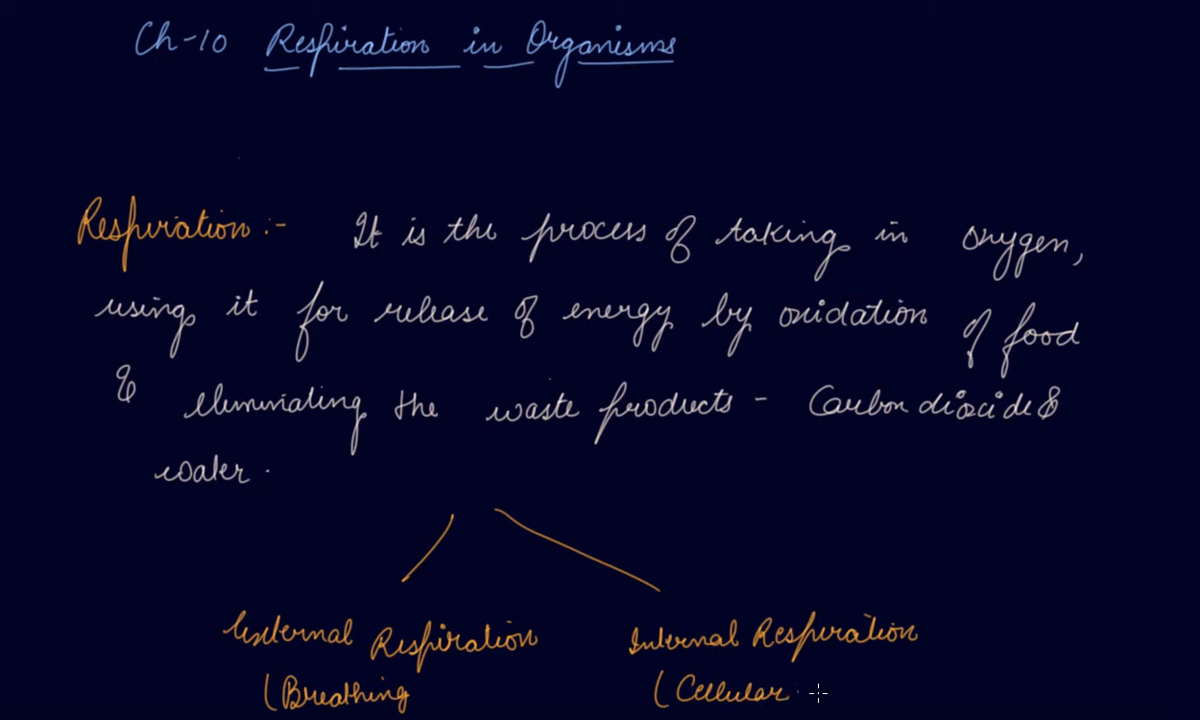 Ch-10 Respiration in Organisms
Respiration :- It is the process of taking in oxygen,
using it for release of energy by oxidation of food
& eliminating the waste products - Carbon dioxide &
water.
External Respiration Internal Respiration
(Breathing (Cellular